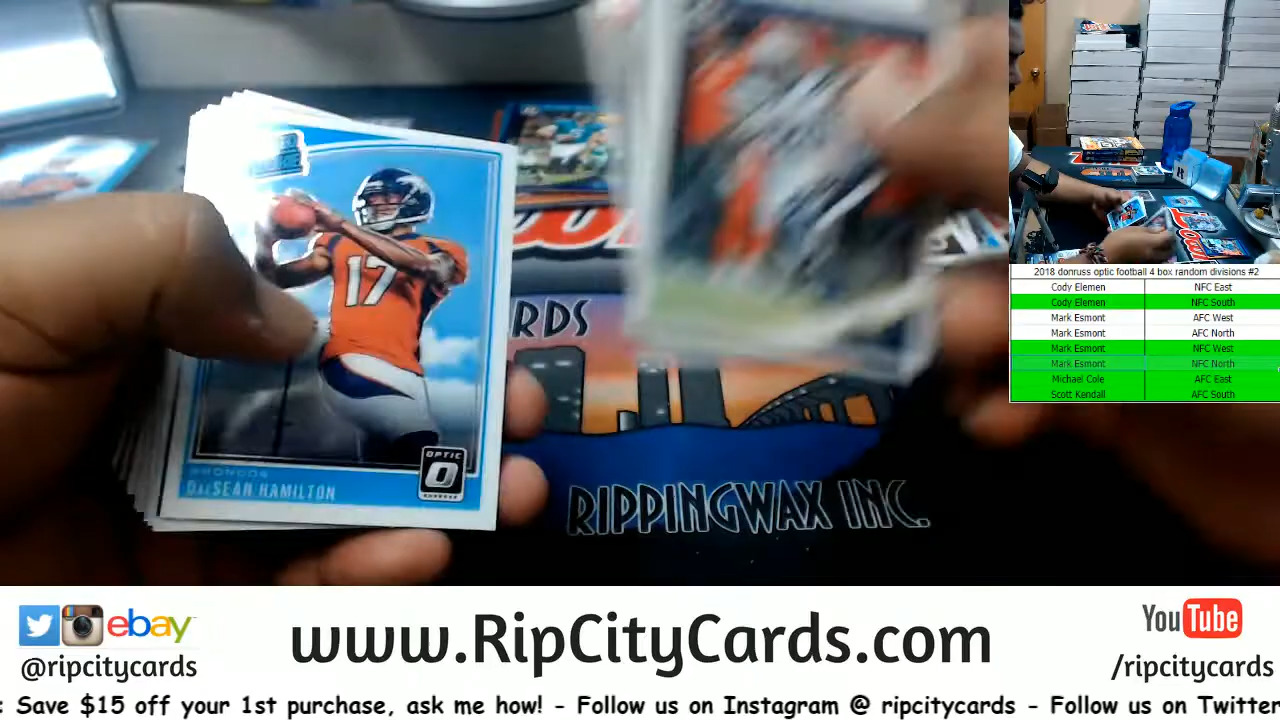 17
BRONCOS
DaeSEAN HAMILTON
OPTIC
RDS
RIPPINGWAX INC.
2018 donruss optic football 4 box random divisions #2
Cody Elemen NFC East
Cody Elemen NFC South
Mark Esmont AFC West
Mark Esmont AFC North
Mark Esmont NFC West
Mark Esmont NFC North
Michael Cole AFC East
Scott Kendall AFC South
ebay
@ripcitycards
www.RipCityCards.com
YouTube
/ripcitycards
: Save $15 off your 1st purchase, ask me how! - Follow us on Instagram @ ripcitycards - Follow us on Twitter